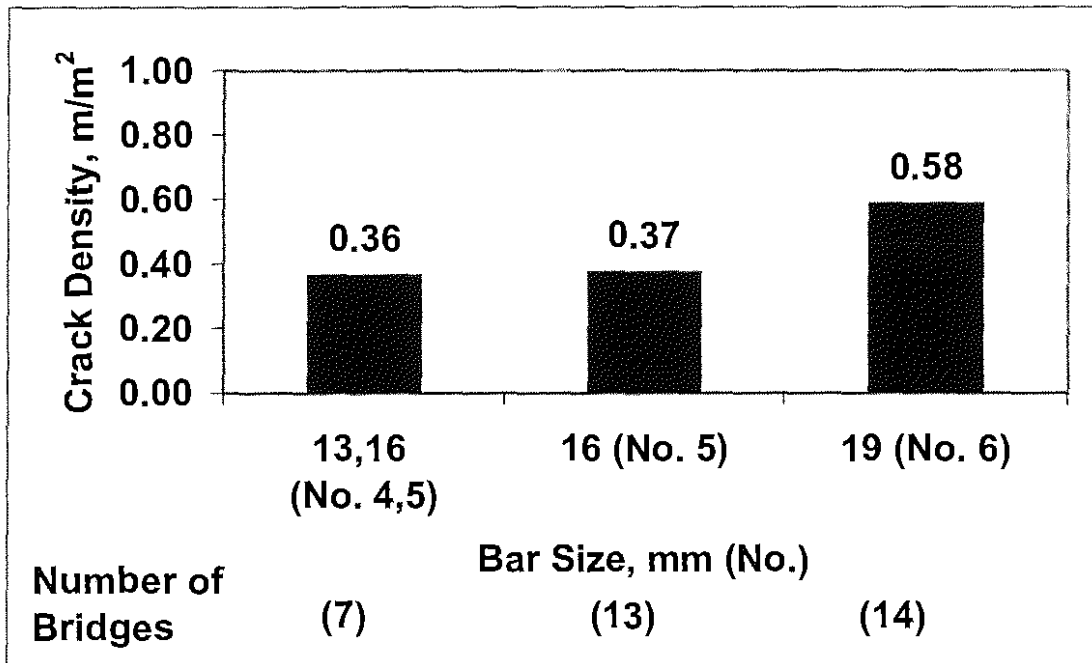 Crack Density, m/m²
1.00
0.80
0.60
0.40
0.20
0.00
0.36
0.37
0.58
13,16
(No. 4,5)
16 (No. 5)
19 (No. 6)
Bar Size, mm (No.)
Number of
Bridges
(7)
(13)
(14)